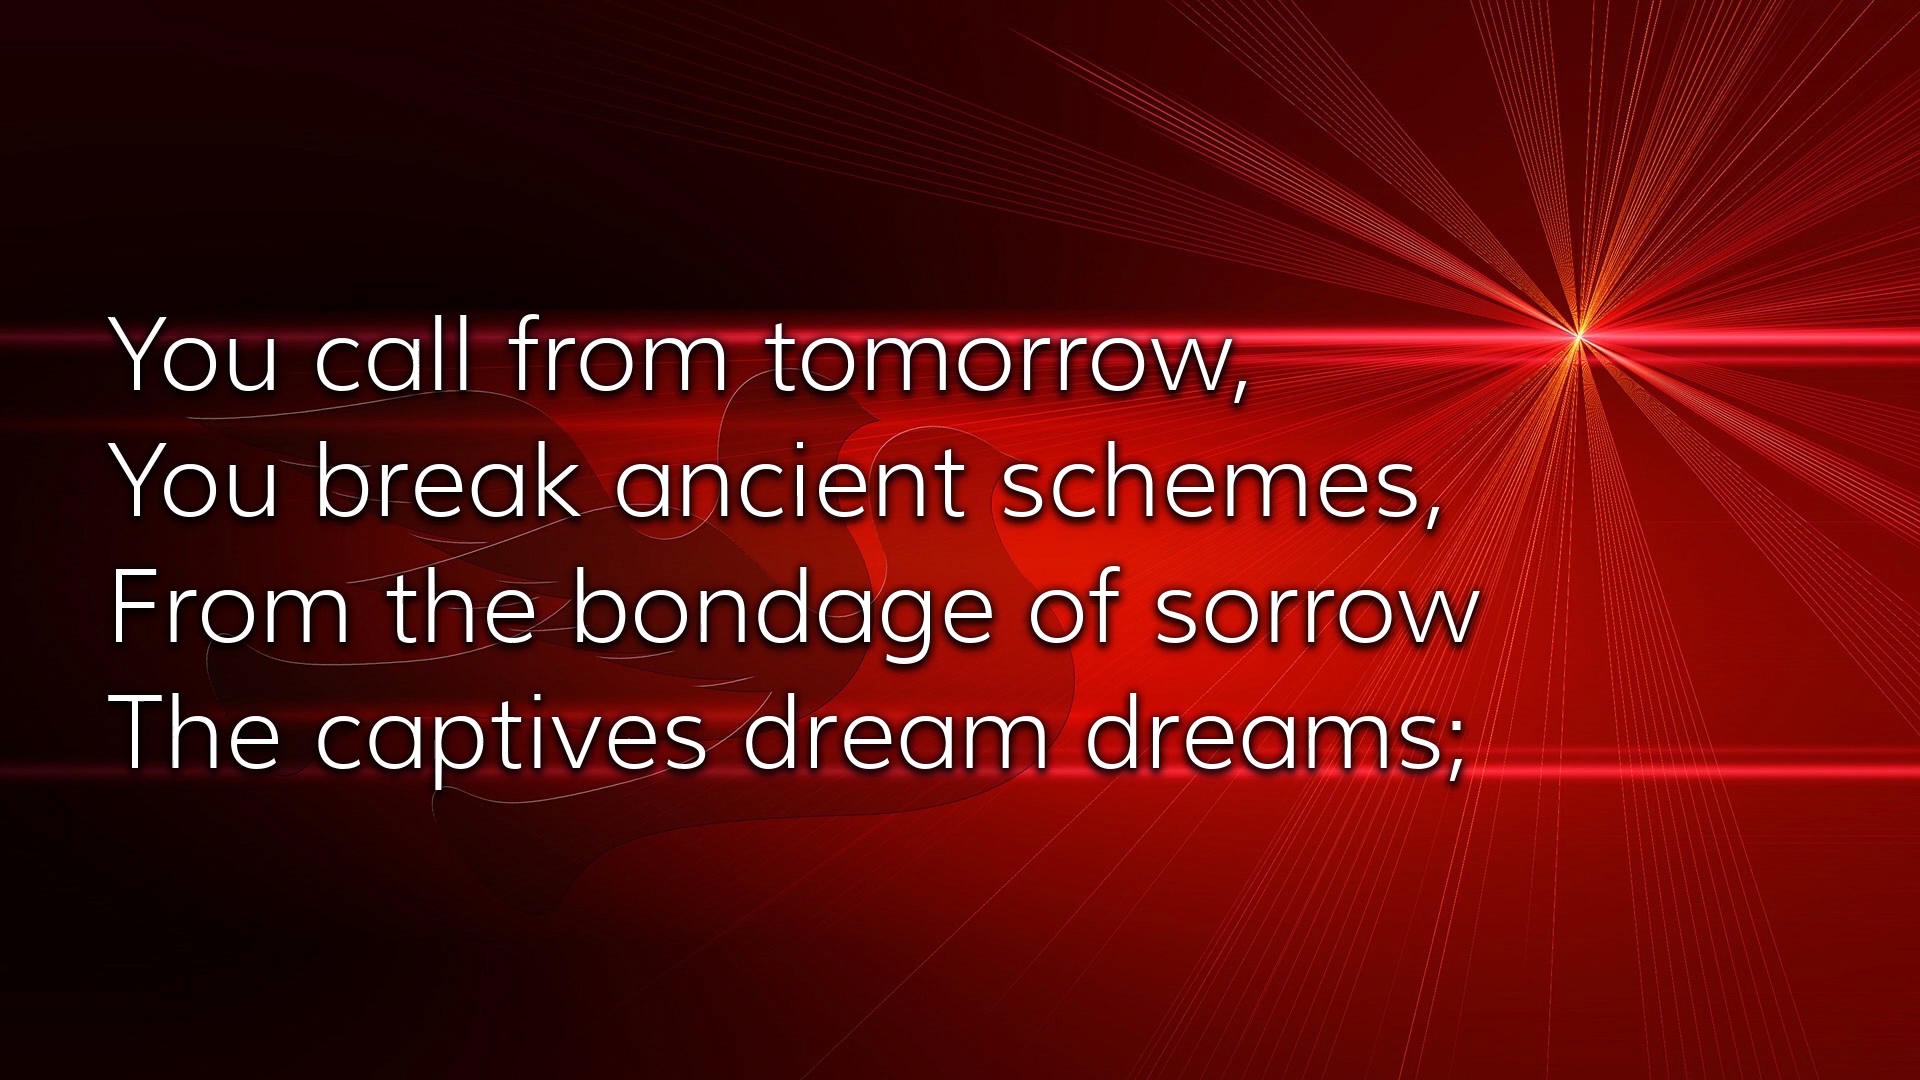 You call from tomorrow,
You break ancient schemes,
From the bondage of sorrow
The captives dream dreams;